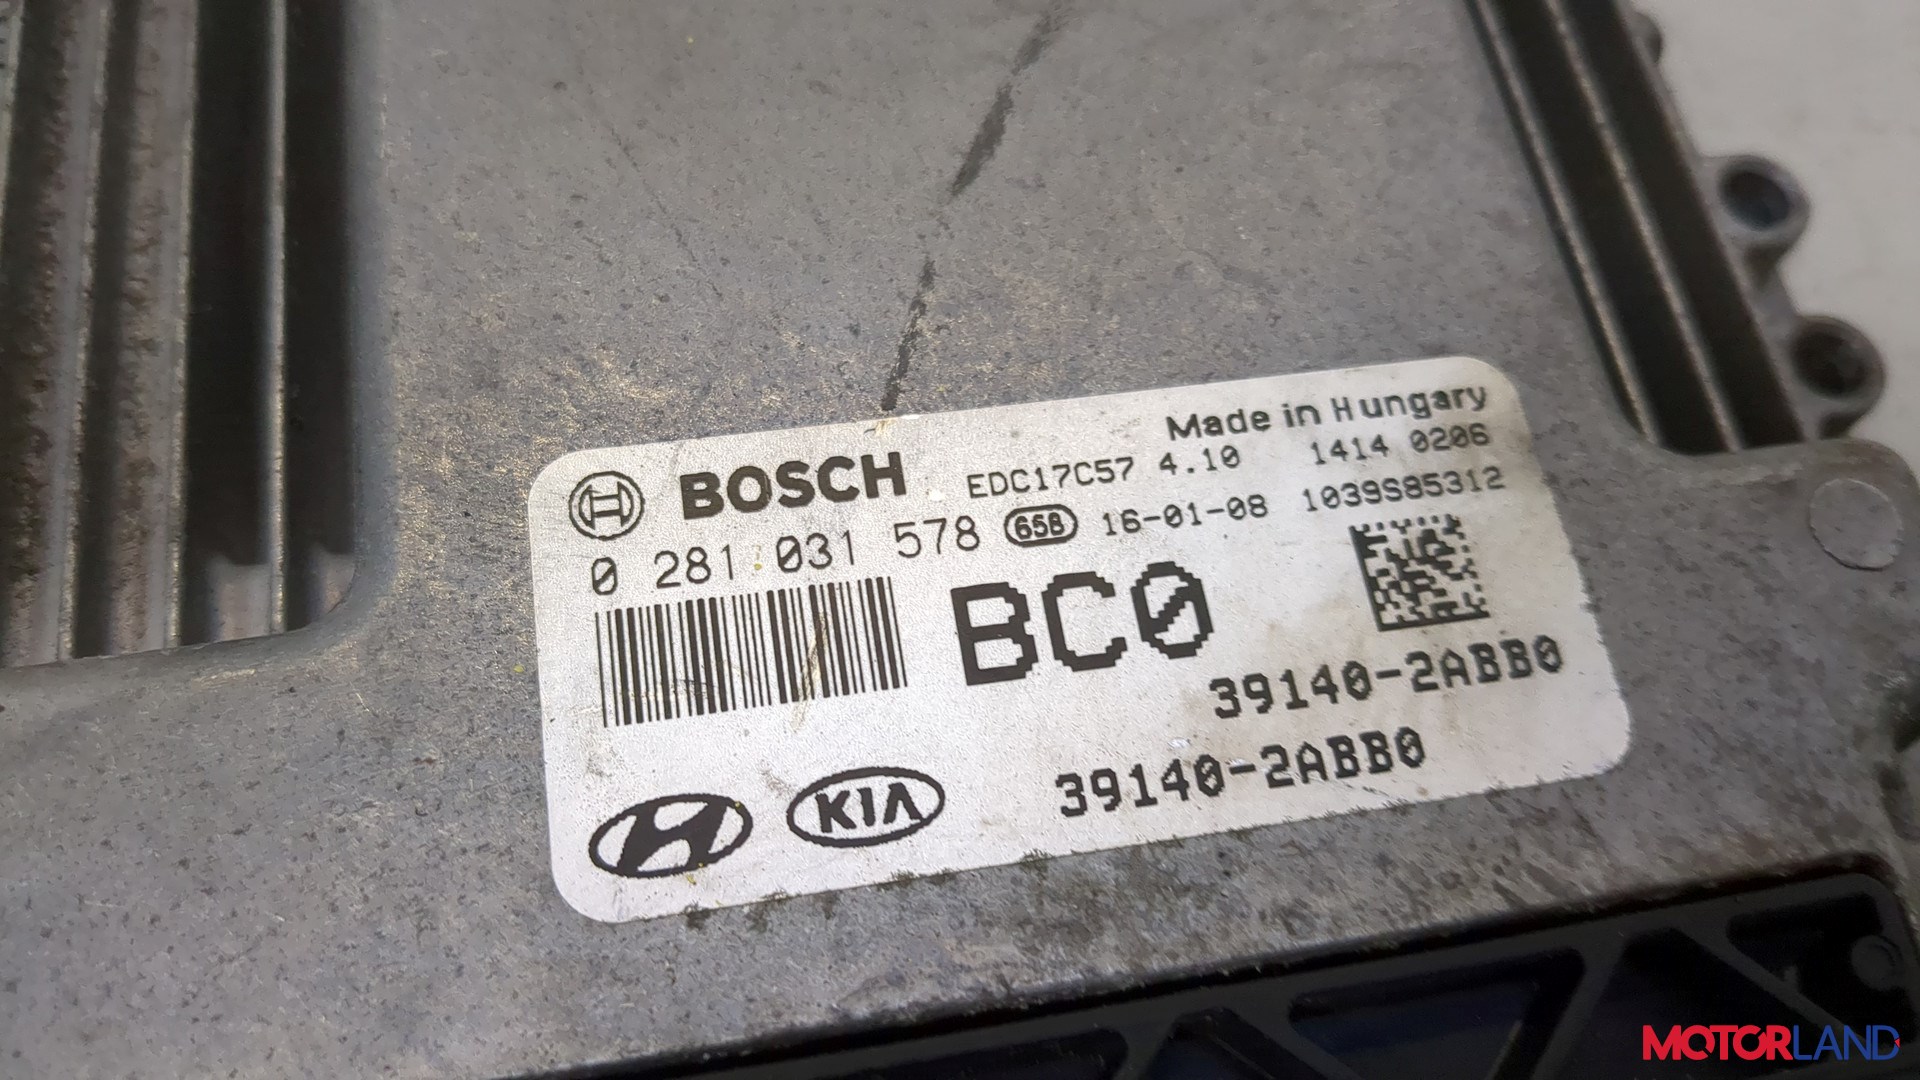 Made in Hungary
BOSCH EDC17C57 4.10 1414 0206
0 281 031 578 65B 16-01-08 1039S85312
BC0
39140-2ABB0
KIA 39140-2ABB0
MOTORLAND